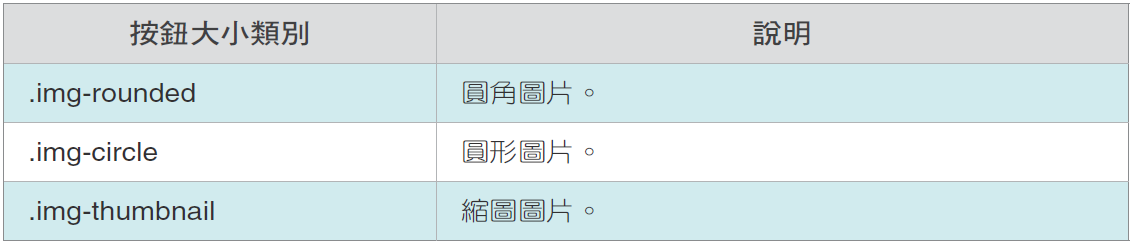 按鈕大小類別 說明
.img-rounded 圓角圖片。
.img-circle 圓形圖片。
.img-thumbnail 縮圖圖片。